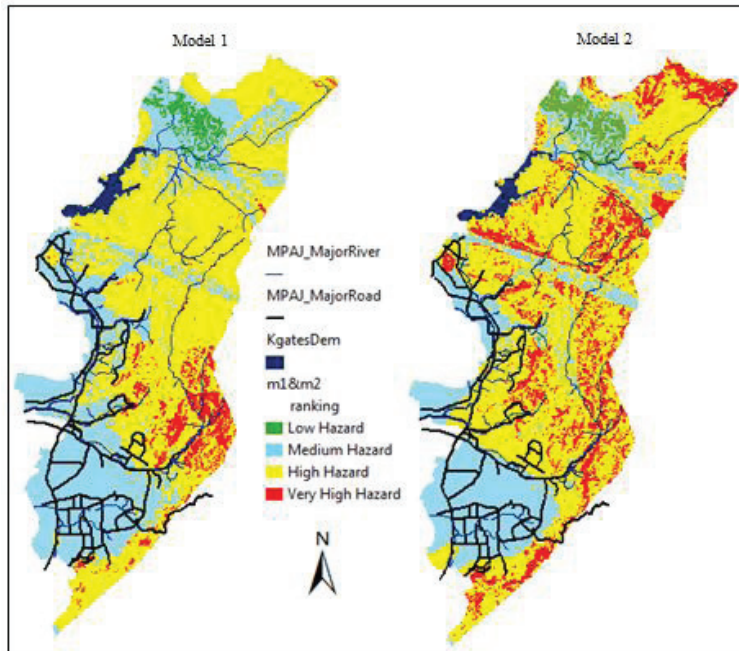 Model 1
Model 2
MPAJ_MajorRiver
MPAJ_MajorRoad
KgatesDem
m1&m2
ranking
Low Hazard
Medium Hazard
High Hazard
Very High Hazard
N